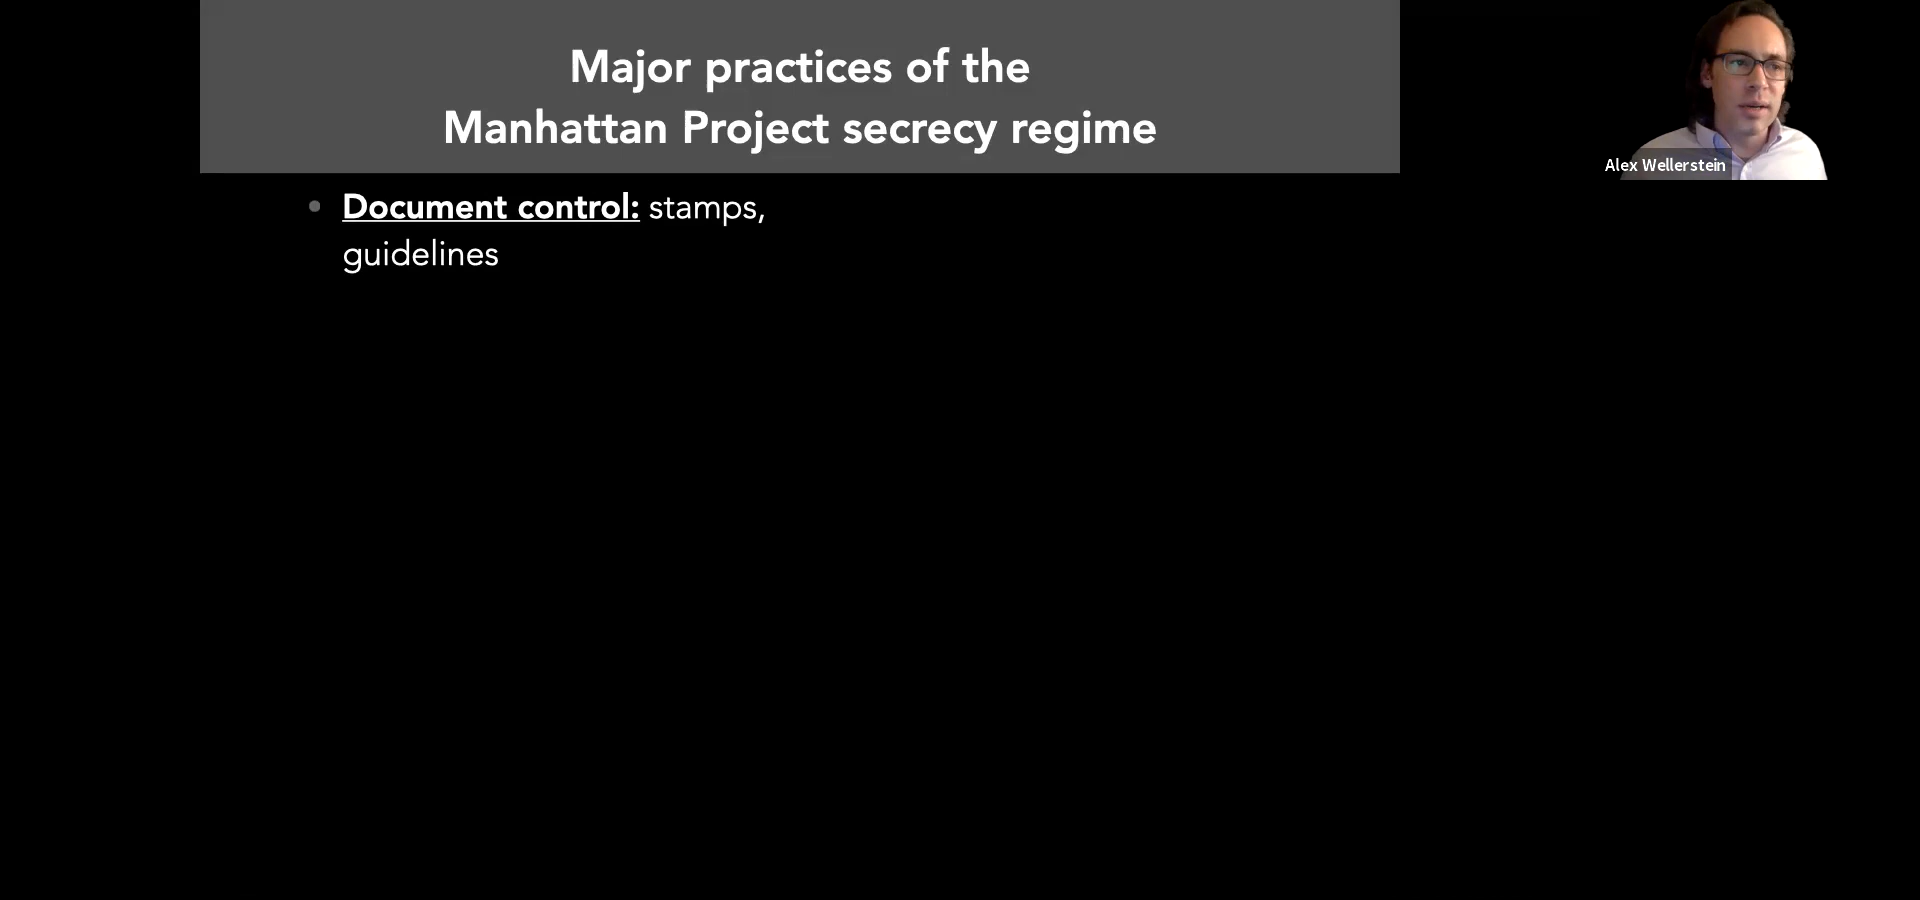 Major practices of the
Manhattan Project secrecy regime
Alex Wellerstein
Document control: stamps,
guidelines